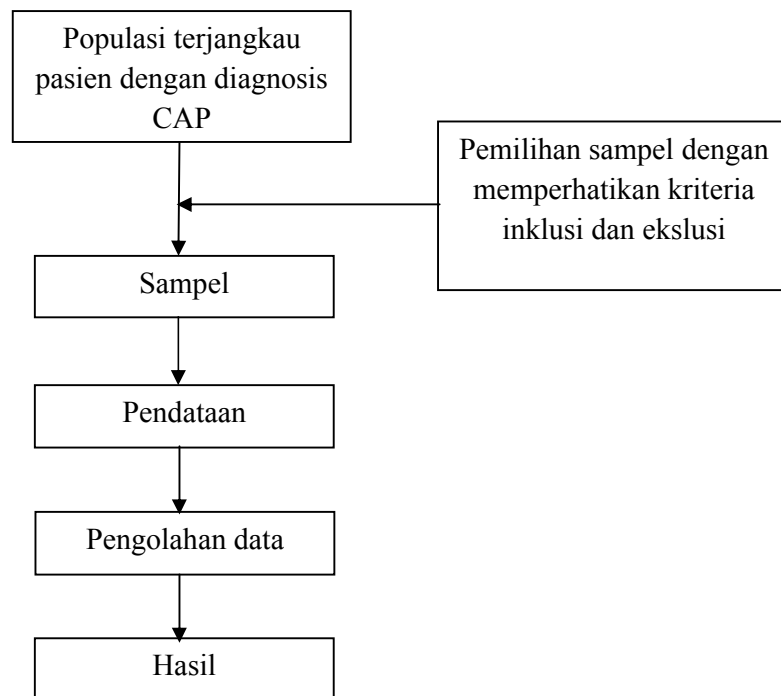 Populasi terjangkau
pasien dengan diagnosis
CAP
Pemilihan sampel dengan
memperhatikan kriteria
inklusi dan ekslusi
Sampel
Pendataan
Pengolahan data
Hasil